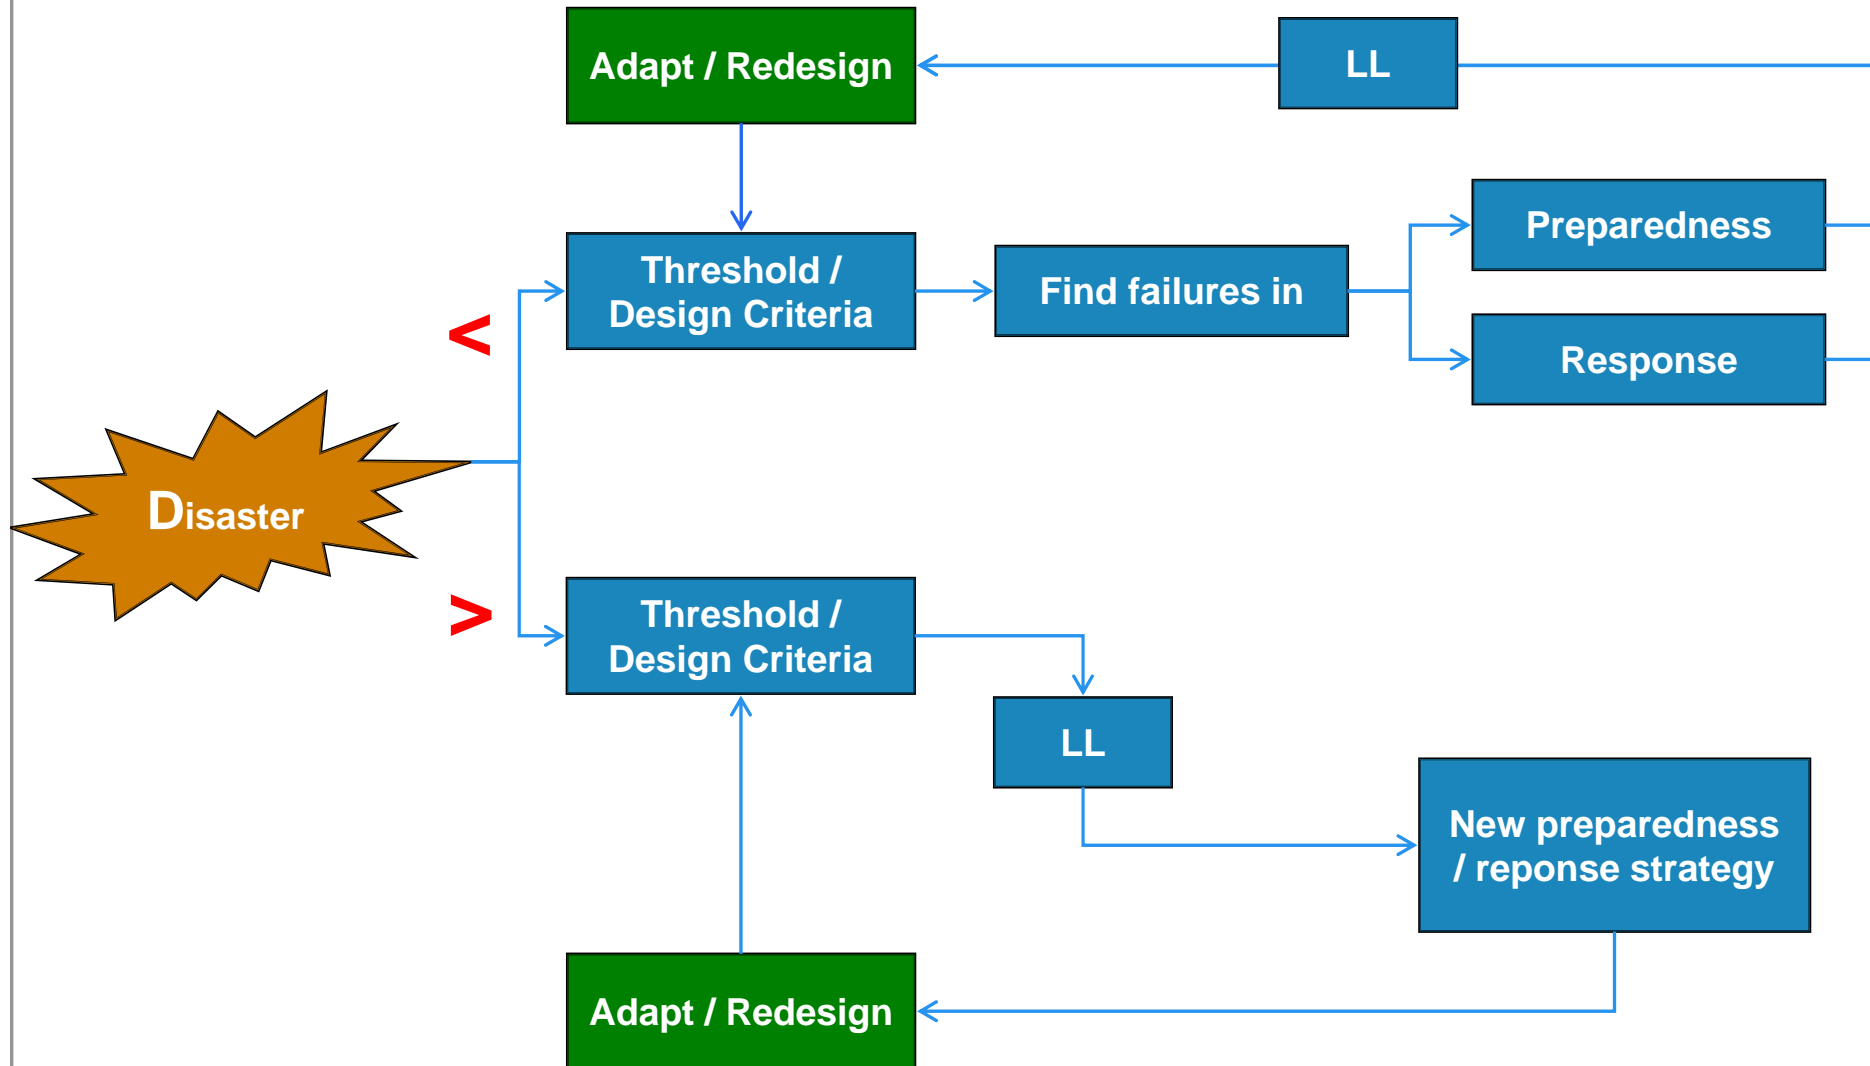 Adapt / Redesign
LL
Preparedness
Threshold /
Design Criteria
Find failures in
<
Response
Disaster
>
Threshold /
Design Criteria
LL
New preparedness
/ reponse strategy
Adapt / Redesign